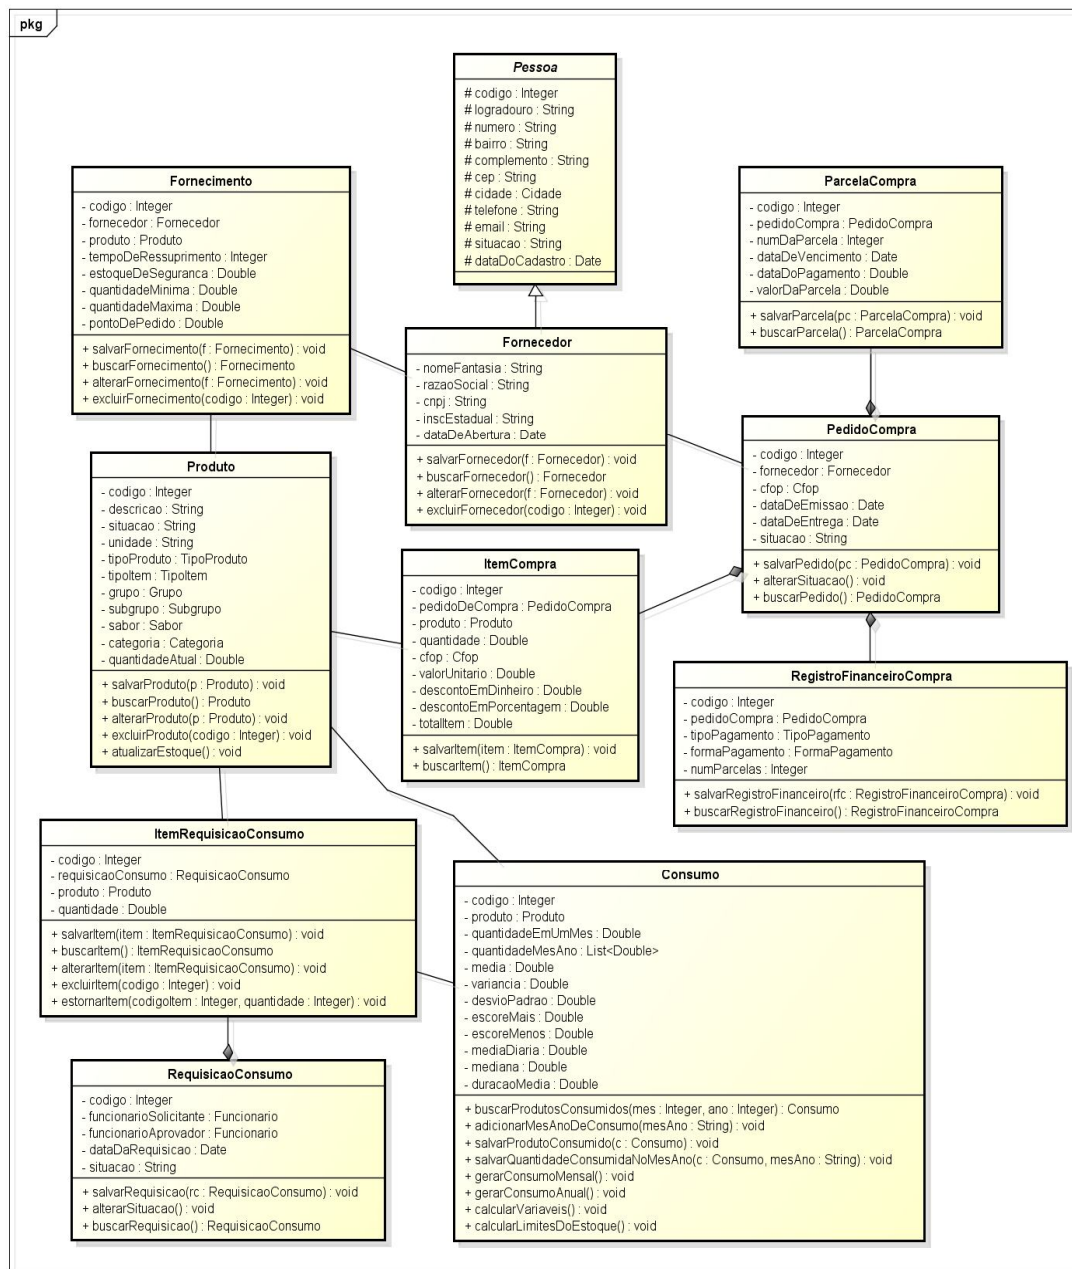 pkg
Pessoa
# codigo : Integer
# logradouro : String
# numero : String
# bairro : String
# complemento : String
# cep : String
# cidade : Cidade
# telefone : String
# email : String
# situacao : String
# dataDoCadastro : Date
Fornecimento
- codigo : Integer
- fornecedor : Fornecedor
- produto : Produto
- tempoDeRessuprimento : Integer
- estoqueDeSeguranca : Double
- quantidadeMinima : Double
- quantidadeMaxima : Double
- pontoDePedido : Double
+ salvarFornecimento(f : Fornecimento) : void
+ buscarFornecimento() : Fornecimento
+ alterarFornecimento(f : Fornecimento) : void
+ excluirFornecimento(codigo : Integer) : void
ParcelaCompra
- codigo : Integer
- pedidoCompra : PedidoCompra
- numDaParcela : Integer
- dataDeVencimento : Date
- dataDoPagamento : Double
- valorDaParcela : Double
+ salvarParcela(pc : ParcelaCompra) : void
+ buscarParcela() : ParcelaCompra
Fornecedor
- nomeFantasia : String
- razaoSocial : String
- cnpj : String
- inscEstadual : String
- dataDeAbertura : Date
+ salvarFornecedor(f : Fornecedor) : void
+ buscarFornecedor() : Fornecedor
+ alterarFornecedor(f : Fornecedor) : void
+ excluirFornecedor(codigo : Integer) : void
PedidoCompra
- codigo : Integer
- fornecedor : Fornecedor
- cfop : Cfop
- dataDeEmissao : Date
- dataDeEntrega : Date
- situacao : String
+ salvarPedido(pc : PedidoCompra) : void
+ alterarSituacao() : void
+ buscarPedido() : PedidoCompra
Produto
- codigo : Integer
- descricao : String
- situacao : String
- unidade : String
- tipoProduto : TipoProduto
- tipoItem : TipoItem
- grupo : Grupo
- subgrupo : Subgrupo
- sabor : Sabor
- categoria : Categoria
- quantidadeAtual : Double
+ salvarProduto(p : Produto) : void
+ buscarProduto() : Produto
+ alterarProduto(p : Produto) : void
+ excluirProduto(codigo : Integer) : void
+ atualizarEstoque() : void
ItemCompra
- codigo : Integer
- pedidoDeCompra : PedidoCompra
- produto : Produto
- quantidade : Double
- cfop : Cfop
- valorUnitario : Double
- descontoEmDinheiro : Double
- descontoEmPorcentagem : Double
- totalItem : Double
+ salvarItem(item : ItemCompra) : void
+ buscarItem() : ItemCompra
RegistroFinanceiroCompra
- codigo : Integer
- pedidoCompra : PedidoCompra
- tipoPagamento : TipoPagamento
- formaPagamento : FormaPagamento
- numParcelas : Integer
+ salvarRegistroFinanceiro(rfc : RegistroFinanceiroCompra) : void
+ buscarRegistroFinanceiro() : RegistroFinanceiroCompra
ItemRequisicaoConsumo
- codigo : Integer
- requisicaoConsumo : RequisicaoConsumo
- produto : Produto
- quantidade : Double
+ salvarItem(item : ItemRequisicaoConsumo) : void
+ buscarItem() : ItemRequisicaoConsumo
+ alterarItem(item : ItemRequisicaoConsumo) : void
+ excluirItem(codigo : Integer) : void
+ estornarItem(codigoItem : Integer, quantidade : Integer) : void
Consumo
- codigo : Integer
- produto : Produto
- quantidadeEmUmMes : Double
- quantidadeMesAno : List<Double>
- media : Double
- variancia : Double
- desvioPadrao : Double
- escoreMais : Double
- escoreMenos : Double
- mediaDiaria : Double
- mediana : Double
- duracaoMedia : Double
+ buscarProdutosConsumidos(mes : Integer, ano : Integer) : Consumo
+ adicionarMesAnoDeConsumo(mesAno : String) : void
+ salvarProdutoConsumido(c : Consumo) : void
+ salvarQuantidadeConsumidaNoMesAno(c : Consumo, mesAno : String) : void
+ gerarConsumoMensal() : void
+ gerarConsumoAnual() : void
+ calcularVariaveis() : void
+ calcularLimitesDoEstoque() : void
RequisicaoConsumo
- codigo : Integer
- funcionarioSolicitante : Funcionario
- funcionarioAprovador : Funcionario
- dataDaRequisicao : Date
- situacao : String
+ salvarRequisicao(rc : RequisicaoConsumo) : void
+ alterarSituacao() : void
+ buscarRequisicao() : RequisicaoConsumo